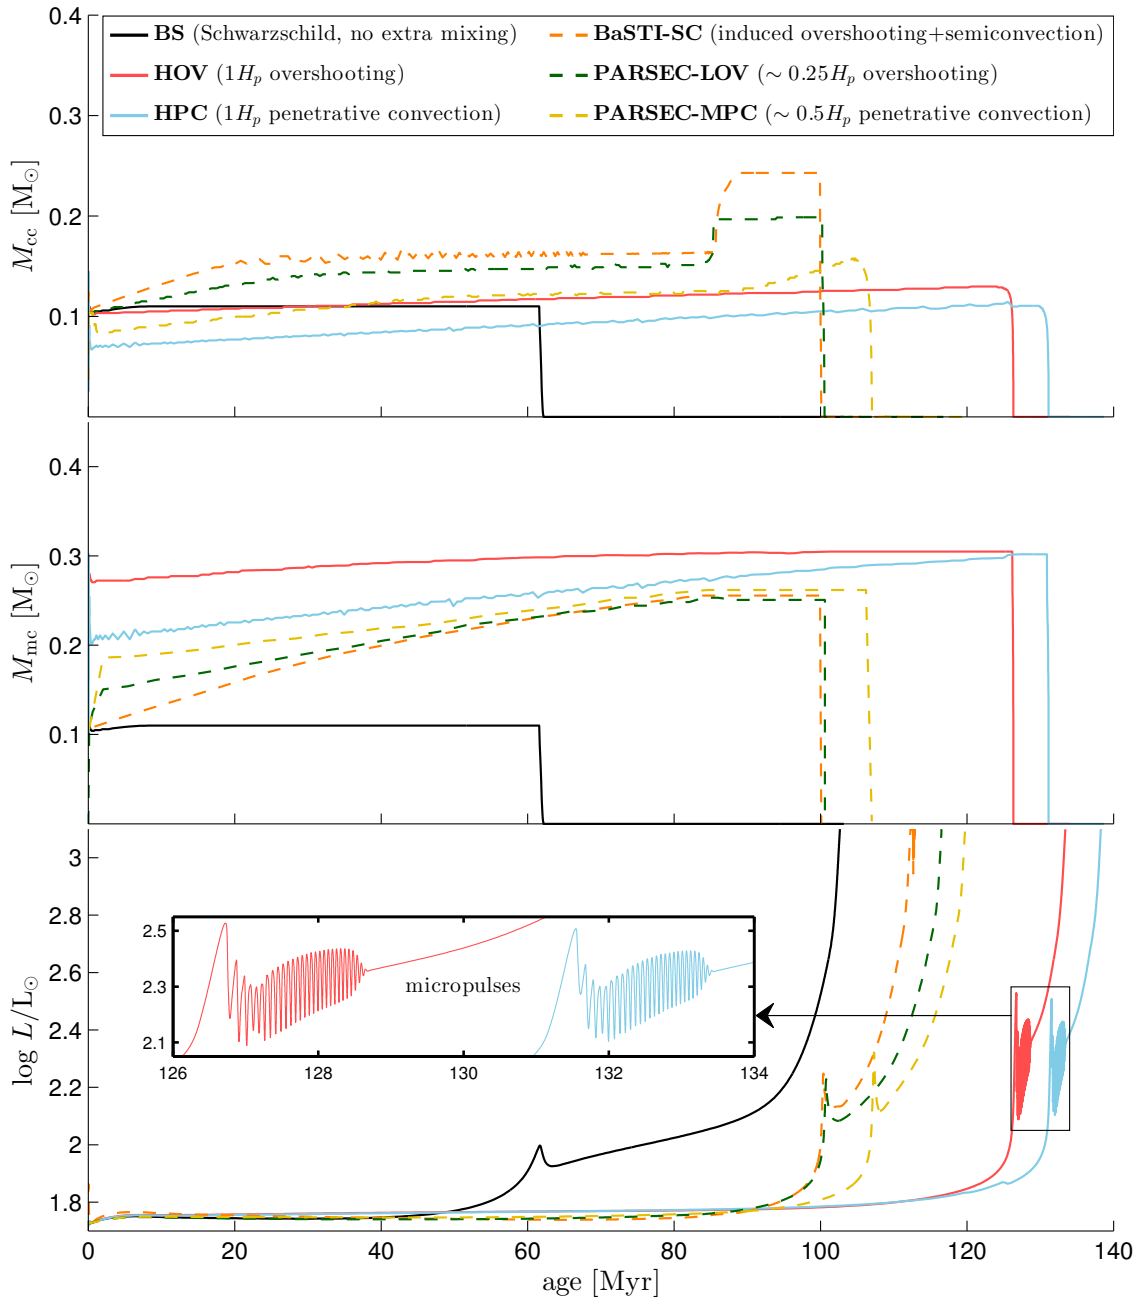 0.4
BS (Schwarzschild, no extra mixing)
BaSTI-SC (induced overshooting+semiconvection)
HOV (1Hp overshooting)
PARSEC-LOV (∼ 0.25Hp overshooting)
HPC (1Hp penetrative convection)
PARSEC-MPC (∼ 0.5Hp penetrative convection)
0.3
0.2
0.1
Mcc [M⊙]
0.4
0.3
0.2
0.1
Mmc [M⊙]
3
2.8
2.6
2.4
2.2
2
1.8
log L/L⊙
2.5
2.3
2.1
micropulses
126 128 130 132 134
0 20 40 60 80 100 120 140
age [Myr]